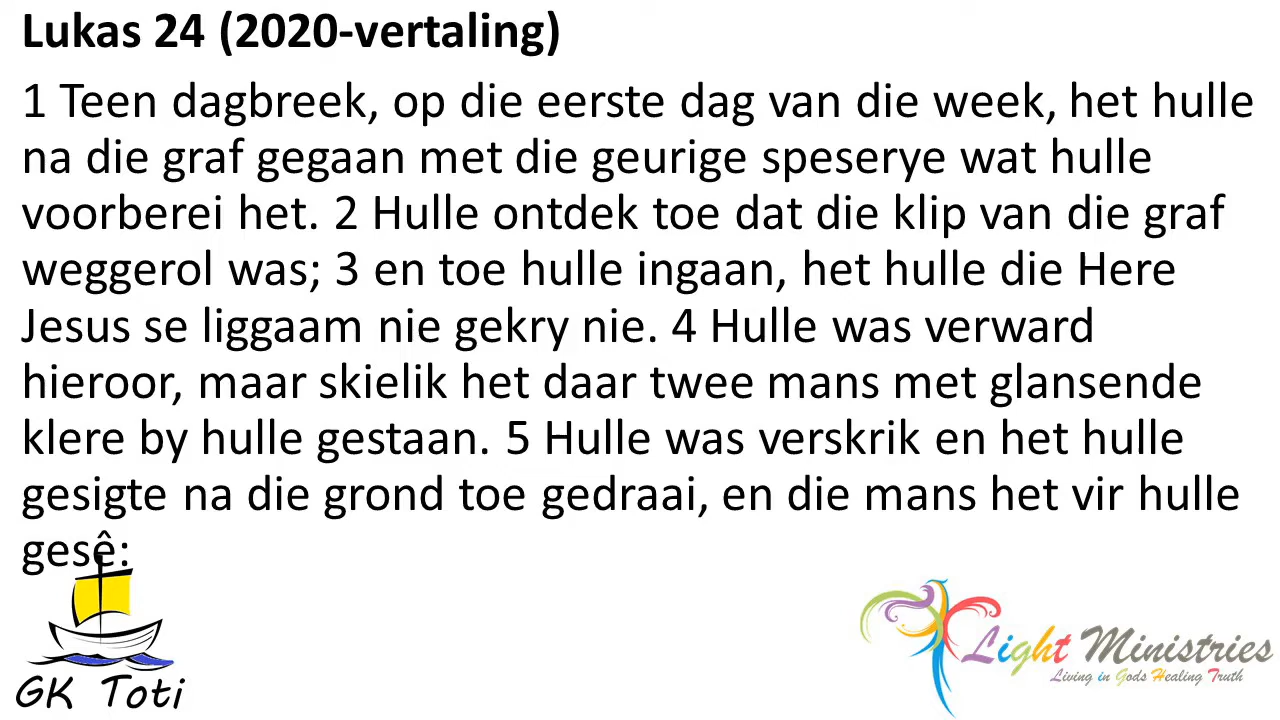 Lukas 24 (2020-vertaling)
1 Teen dagbreek, op die eerste dag van die week, het hulle
na die graf gegaan met die geurige speserye wat hulle
voorberei het. 2 Hulle ontdek toe dat die klip van die graf
weggerol was; 3 en toe hulle ingaan, het hulle die Here
Jesus se liggaam nie gekry nie. 4 Hulle was verward
hieroor, maar skielik het daar twee mans met glansende
klere by hulle gestaan. 5 Hulle was verskrik en het hulle
gesigte na die grond toe gedraai, en die mans het vir hulle
gesê:
GK Toti
Light Ministries
Living in Gods Healing Truth